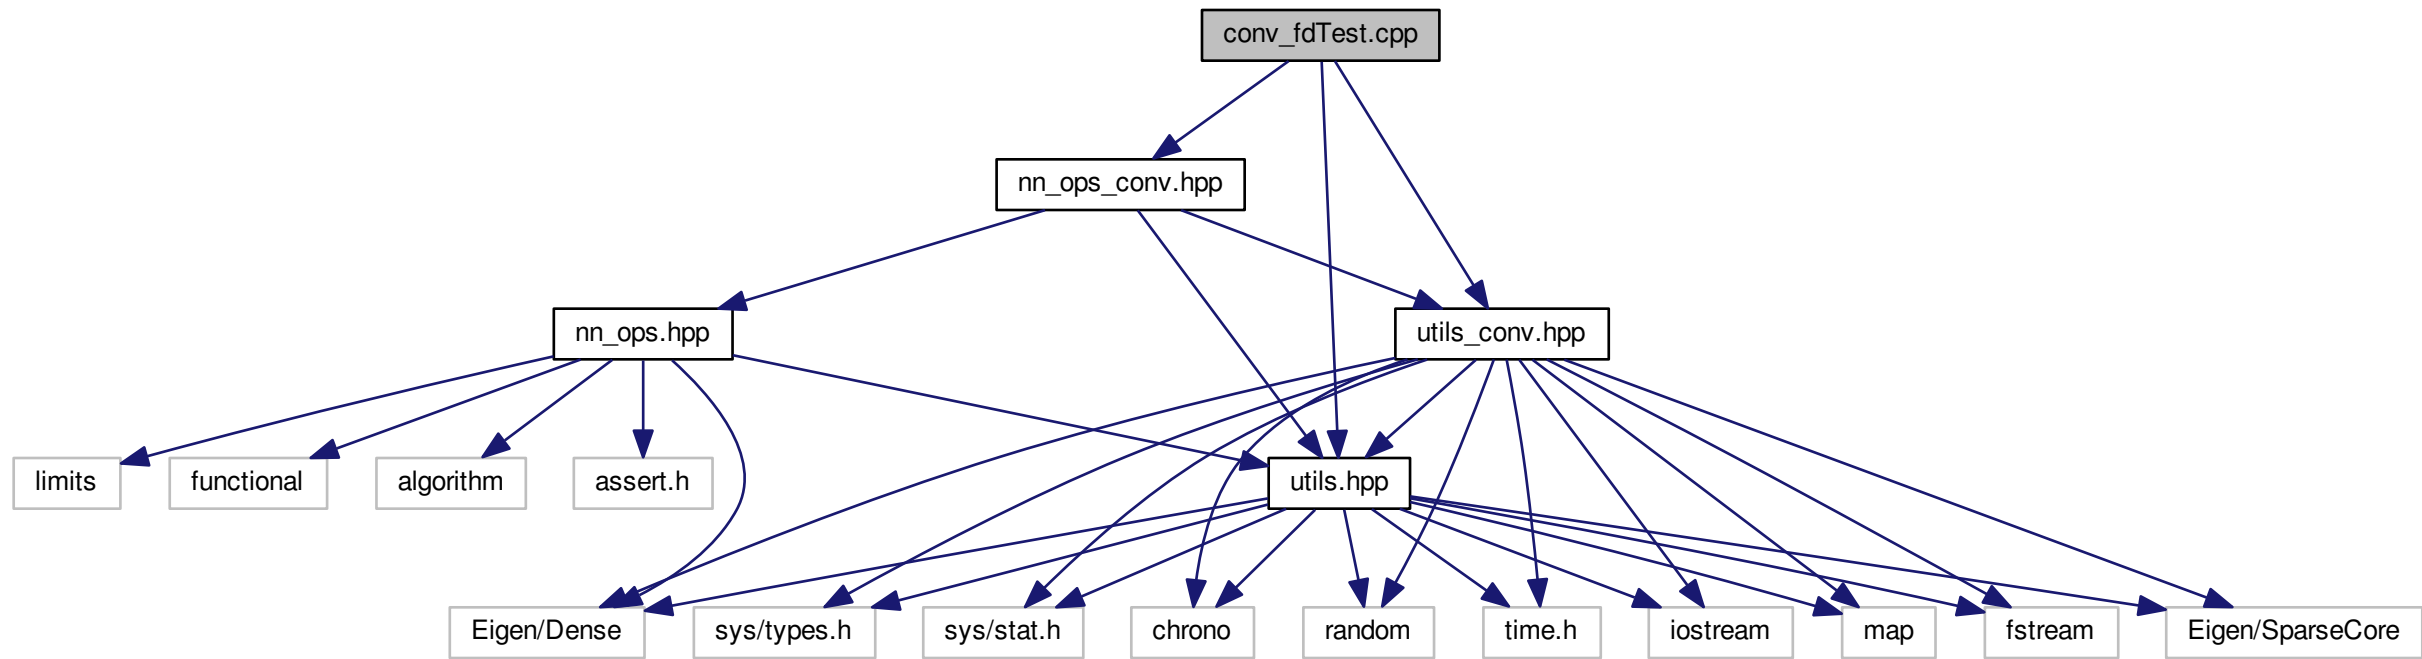 conv_fdTest.cpp
nn_ops_conv.hpp
nn_ops.hpp
utils_conv.hpp
limits
functional
algorithm
assert.h
utils.hpp
Eigen/Dense
sys/types.h
sys/stat.h
chrono
random
time.h
iostream
map
fstream
Eigen/SparseCore